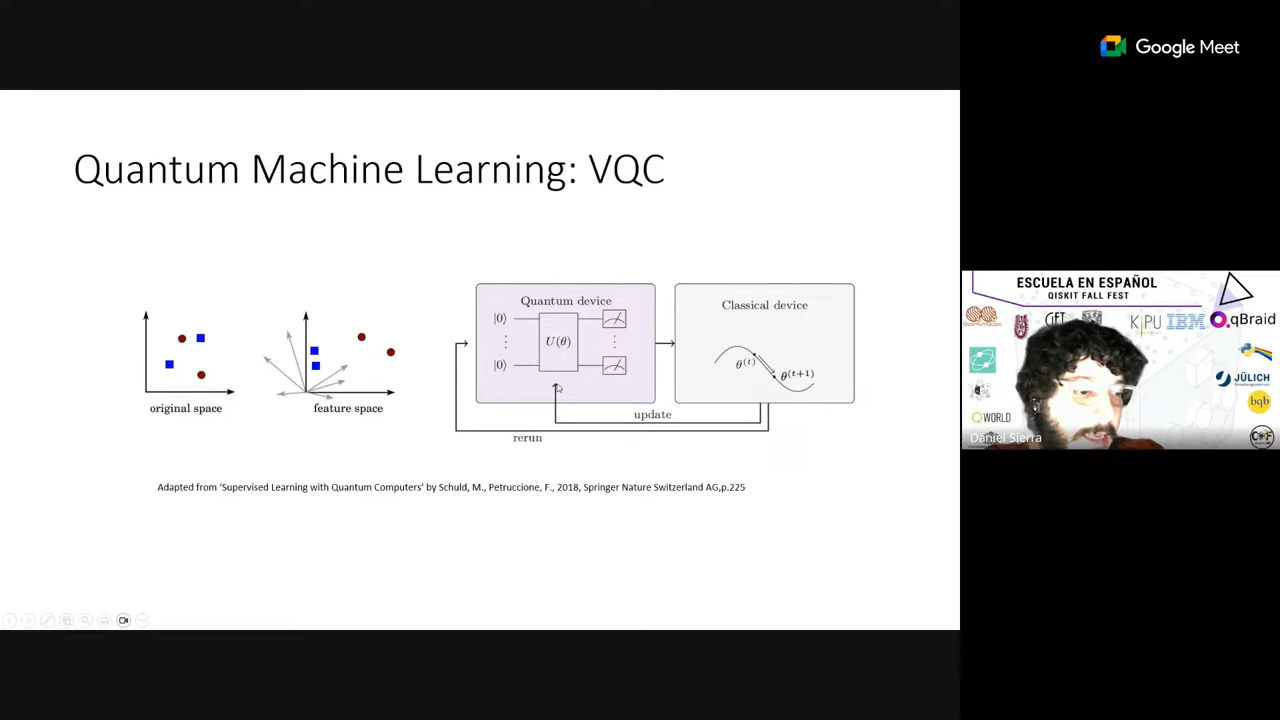 Google Meet
Quantum Machine Learning: VQC
original space
feature space
Quantum device
|0⟩
⋮
|0⟩
U(θ)
⋮
Classical device
θ^(t)
θ^(t+1)
update
rerun
Adapted from ‘Supervised Learning with Quantum Computers’ by Schuld, M., Petruccione, F., 2018, Springer Nature Switzerland AG,p.225
ESCUELA EN ESPAÑOL
QISKIT FALL FEST
IBM
qBraid
JÜLICH
bqb
QWORLD
Daniel Sierra